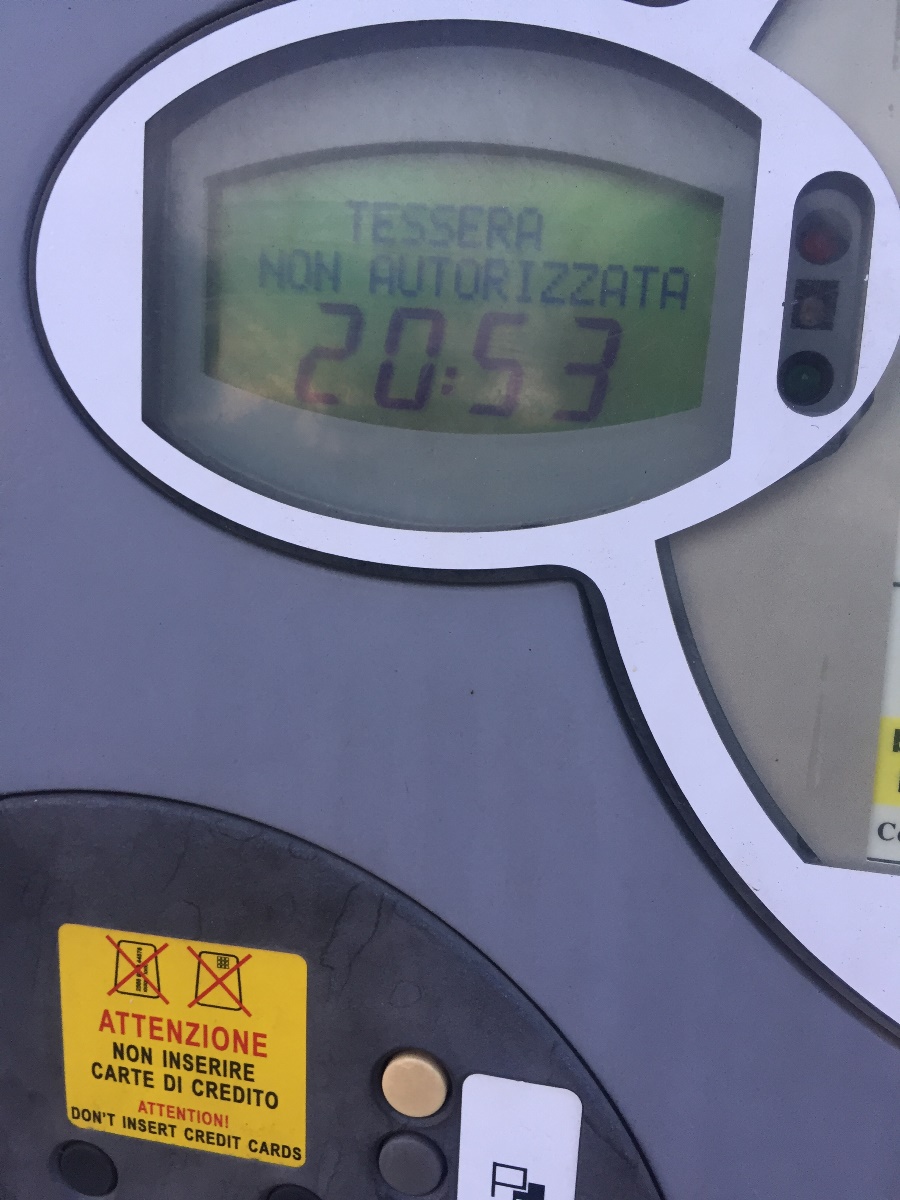 TESSERA
NON AUTORIZZATA
20:53
ATTENZIONE
NON INSERIRE
CARTE DI CREDITO
ATTENTION!
DON'T INSERT CREDIT CARDS